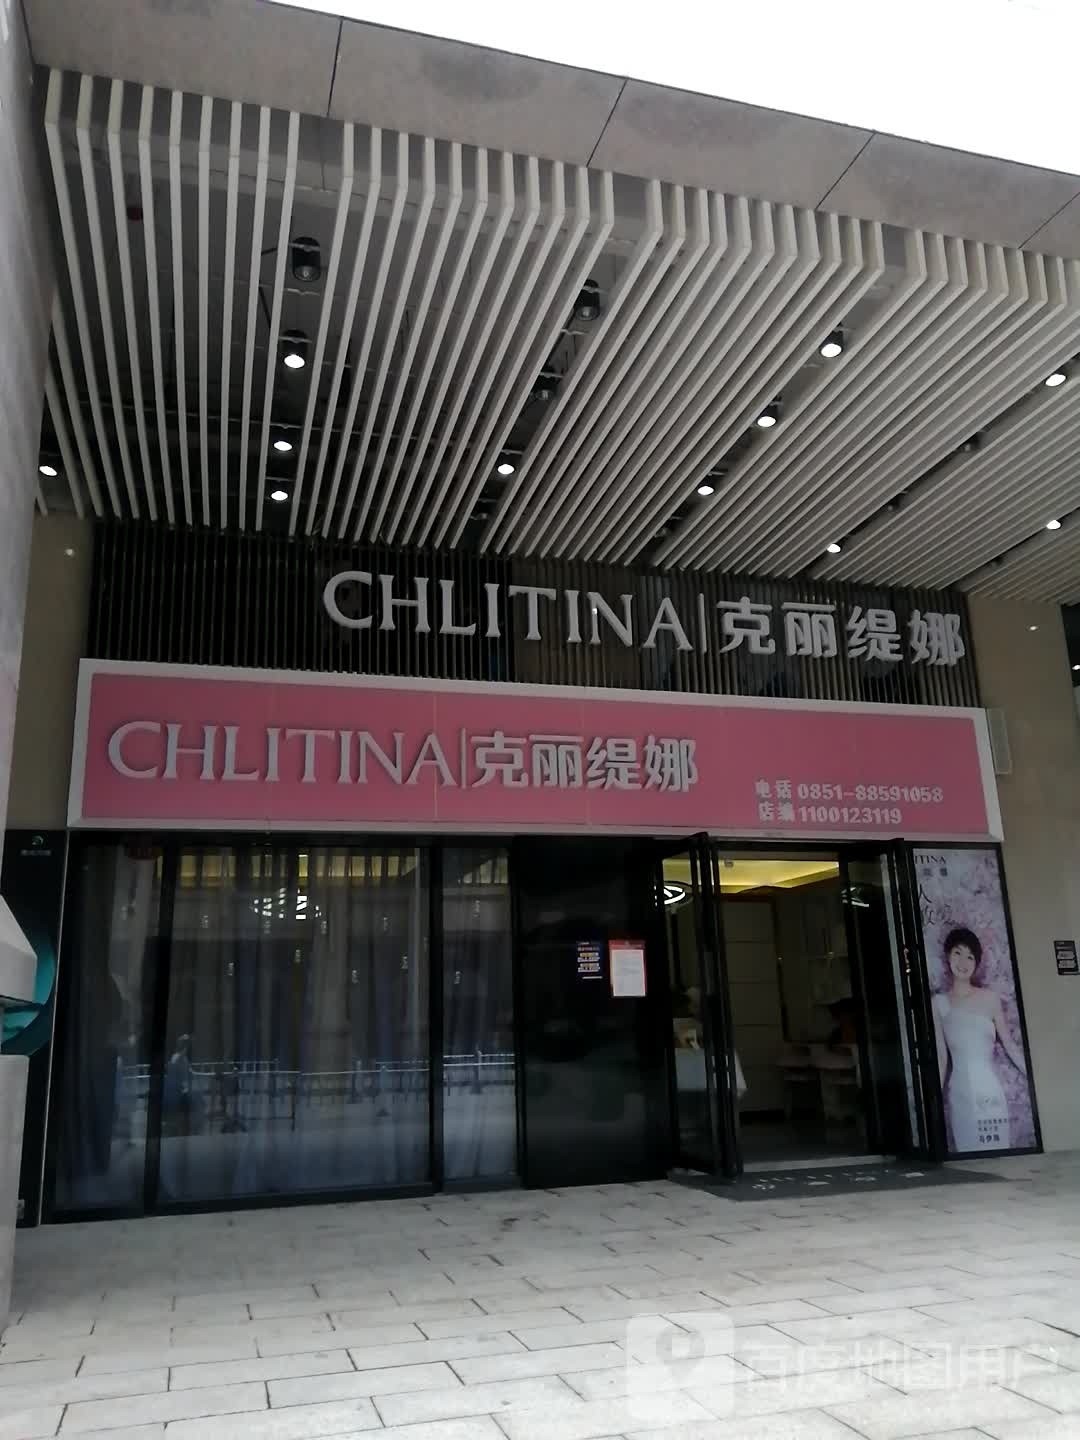 CHLITINA|克丽缇娜
CHLITINA|克丽缇娜
电话 0851-88591058
店编 1100123119
ITINA
百度地图用户